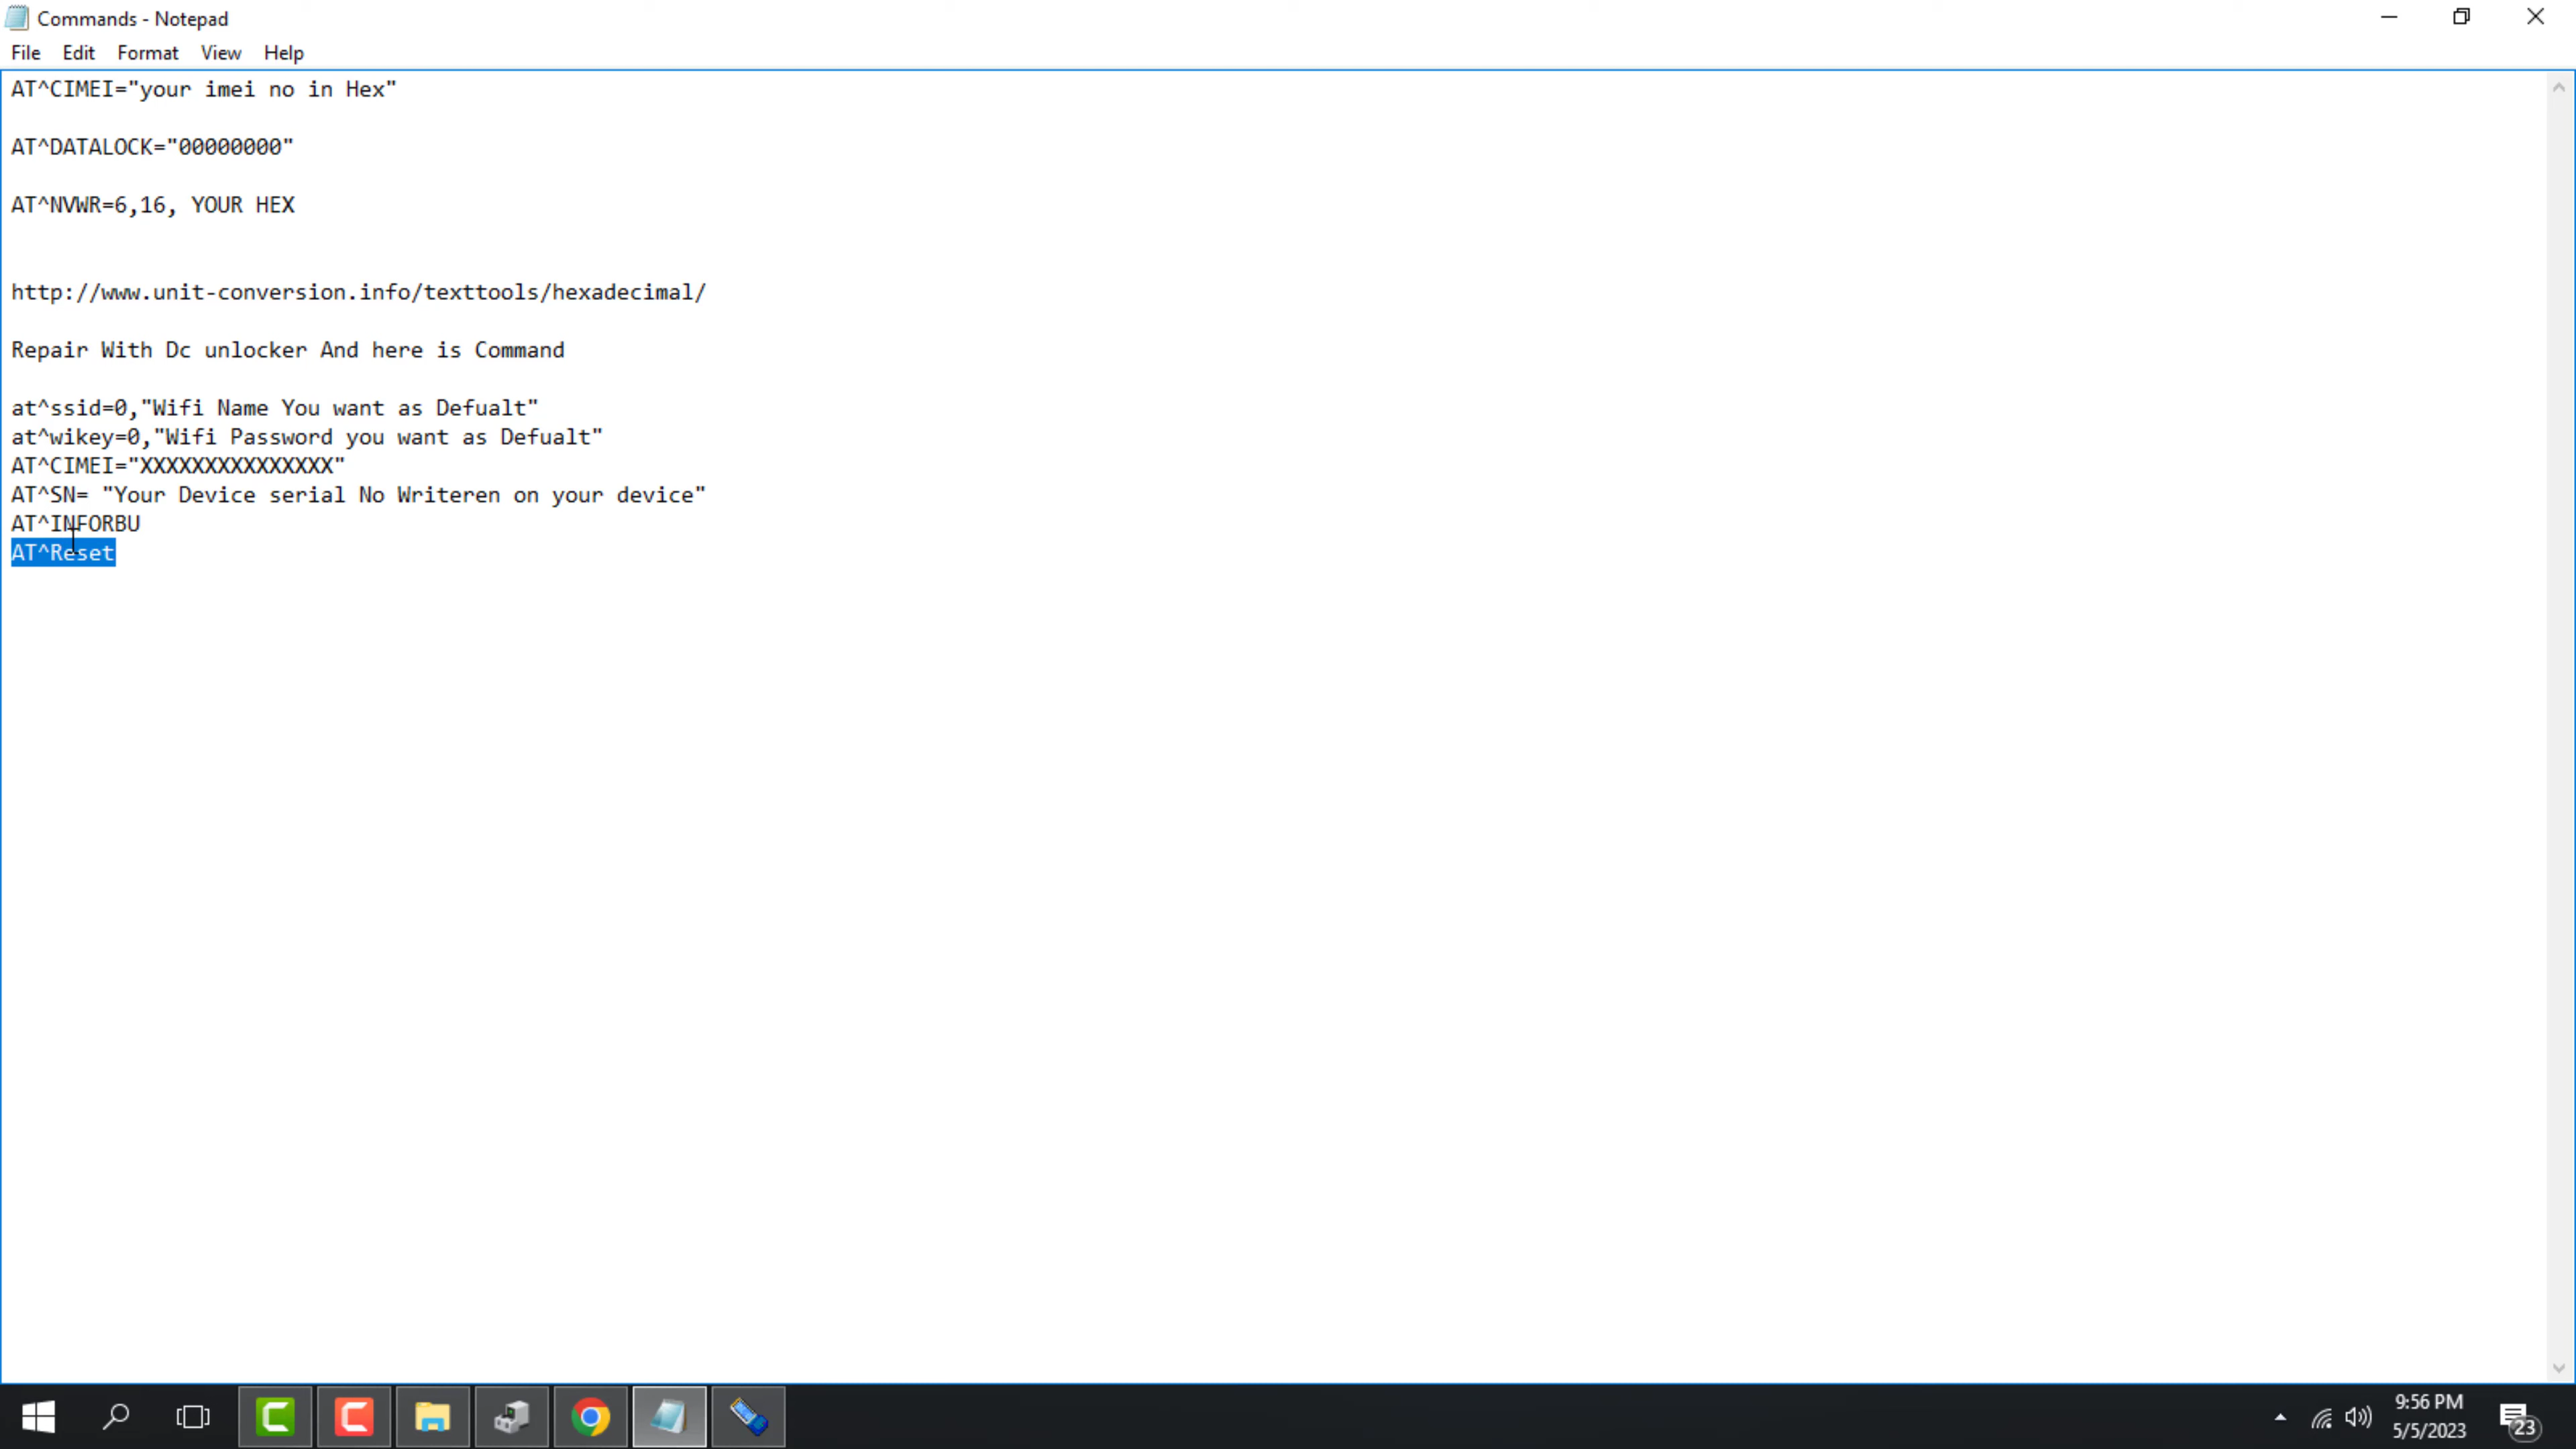 Commands - Notepad
File Edit Format View Help
AT^CIMEI="your imei no in Hex"
AT^DATALOCK="00000000"
AT^NVWR=6,16, YOUR HEX
http://www.unit-conversion.info/texttools/hexadecimal/
Repair With Dc unlocker And here is Command
at^ssid=0,"Wifi Name You want as Defualt"
at^wikey=0,"Wifi Password you want as Defualt"
AT^CIMEI="XXXXXXXXXXXXXXX"
AT^SN= "Your Device serial No Writeren on your device"
AT^INFORBU
AT^Reset
9:56 PM
5/5/2023
23